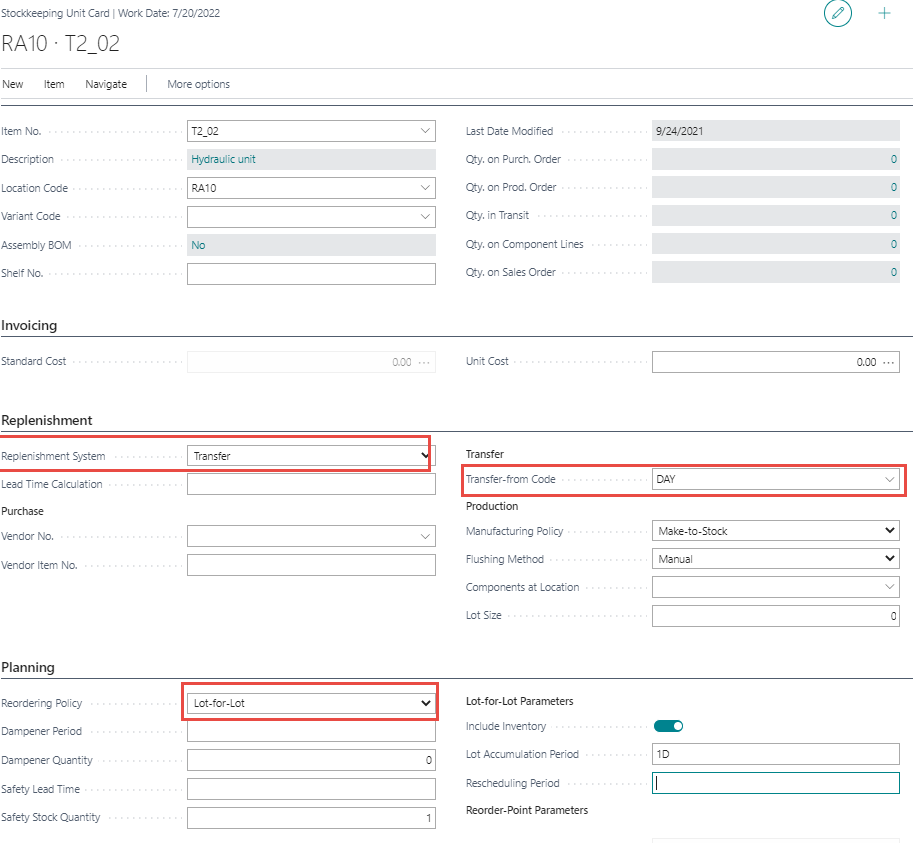 Stockkeeping Unit Card | Work Date: 7/20/2022
RA10 · T2_02
New Item Navigate More options
Item No. T2_02
Description Hydraulic unit
Location Code RA10
Variant Code
Assembly BOM No
Shelf No.
Last Date Modified 9/24/2021
Qty. on Purch. Order 0
Qty. on Prod. Order 0
Qty. in Transit 0
Qty. on Component Lines 0
Qty. on Sales Order 0
Invoicing
Standard Cost 0.00 ...
Unit Cost 0.00 ...
Replenishment
Replenishment System Transfer
Lead Time Calculation
Purchase
Vendor No.
Vendor Item No.
Transfer
Transfer-from Code DAY
Production
Manufacturing Policy Make-to-Stock
Flushing Method Manual
Components at Location
Lot Size 0
Planning
Reordering Policy Lot-for-Lot
Dampener Period
Dampener Quantity 0
Safety Lead Time
Safety Stock Quantity 1
Lot-for-Lot Parameters
Include Inventory
Lot Accumulation Period 1D
Rescheduling Period
Reorder-Point Parameters